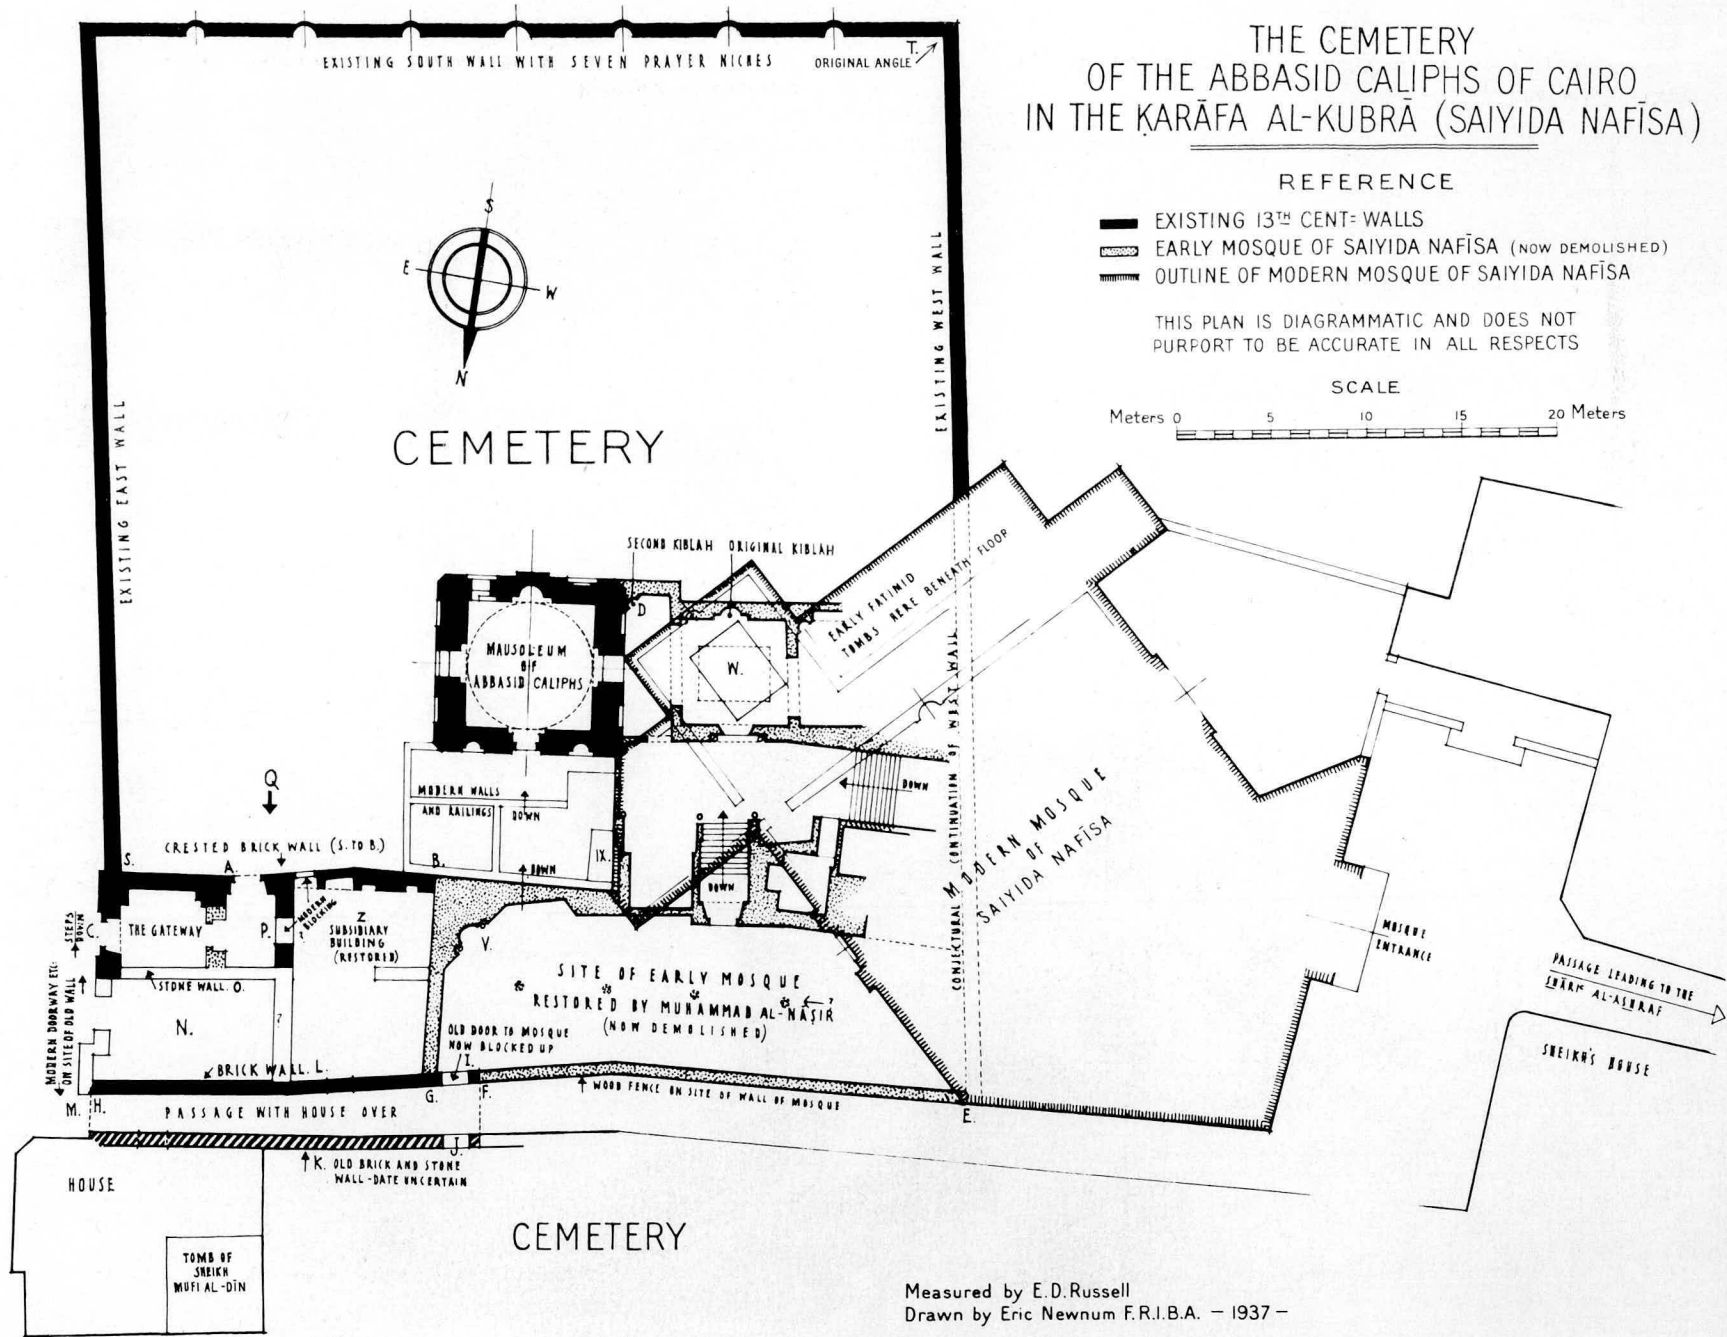 THE CEMETERY
OF THE ABBASID CALIPHS OF CAIRO
IN THE ḲARĀFA AL-KUBRĀ (SAIYIDA NAFĪSA)
REFERENCE
EXISTING 13TH CENT= WALLS
EARLY MOSQUE OF SAIYIDA NAFĪSA (NOW DEMOLISHED)
OUTLINE OF MODERN MOSQUE OF SAIYIDA NAFĪSA
THIS PLAN IS DIAGRAMMATIC AND DOES NOT
PURPORT TO BE ACCURATE IN ALL RESPECTS
SCALE
Meters 0 5 10 15 20 Meters
EXISTING SOUTH WALL WITH SEVEN PRAYER NICHES
T.
ORIGINAL ANGLE
S
E
W
N
EXISTING WEST WALL
EXISTING EAST WALL
CEMETERY
SECOND KIBLAH
ORIGINAL KIBLAH
D
MAUSOLEUM
OF
ABBASID CALIPHS
W.
EARLY FATIMID
TOMBS HERE BENEATH FLOOR
CONJECTURAL CONTINUATION OF WEST WALL
MODERN MOSQUE
OF
SAIYIDA NAFĪSA
DOWN
MODERN WALLS
AND RAILINGS
DOWN
B.
IX.
DOWN
DOWN
Q
CRESTED BRICK WALL (S. TO B.)
S.
A.
STEPS
DOWN
C.
THE GATEWAY
P.
MODERN
? BLOCKING
Z
SUBSIDIARY
BUILDING
(RESTORED)
STONE WALL. O.
N.
?
MODERN DOORWAY ETC:
ON SITE OF OLD WALL
BRICK WALL. L.
V.
SITE OF EARLY MOSQUE
RESTORED BY MUHAMMAD AL-NĀṢIR
(NOW DEMOLISHED)
?
OLD DOOR TO MOSQUE
NOW BLOCKED UP
I.
MOSQUE
ENTRANCE
PASSAGE LEADING TO THE
SHĀRIʿ AL-ASHRAF
SHEIKH'S HOUSE
M.
H.
G.
F.
E.
PASSAGE WITH HOUSE OVER
WOOD FENCE ON SITE OF WALL OF MOSQUE
J.
K. OLD BRICK AND STONE
WALL-DATE UNCERTAIN
HOUSE
TOMB OF
SHEIKH
MUFI AL-DĪN
CEMETERY
Measured by E.D.Russell
Drawn by Eric Newnum F.R.I.B.A. – 1937 –